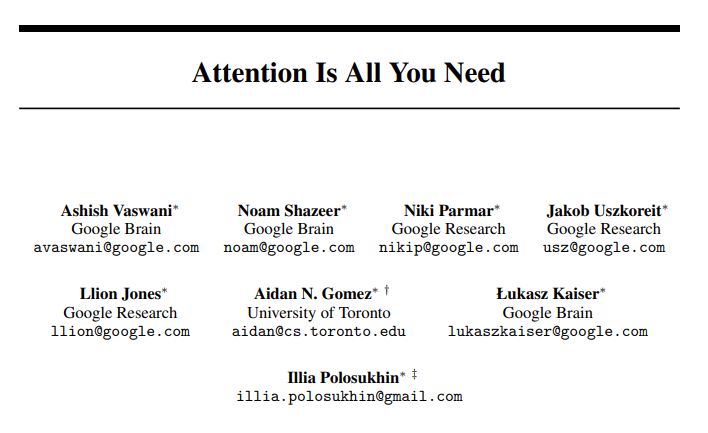 Attention Is All You Need
Ashish Vaswani* Noam Shazeer* Niki Parmar* Jakob Uszkoreit*
Google Brain Google Brain Google Research Google Research
avaswani@google.com noam@google.com nikip@google.com usz@google.com
Llion Jones* Aidan N. Gomez* † Łukasz Kaiser*
Google Research University of Toronto Google Brain
llion@google.com aidan@cs.toronto.edu lukaszkaiser@google.com
Illia Polosukhin* ‡
illia.polosukhin@gmail.com